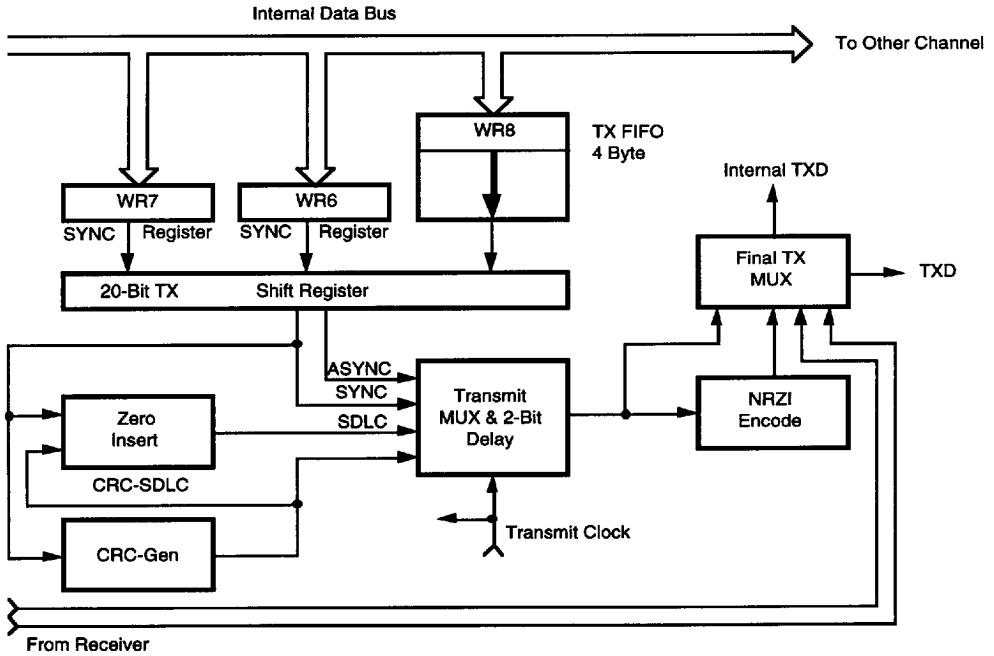 Internal Data Bus
To Other Channel
WR8
TX FIFO
4 Byte
WR7
WR6
SYNC Register
SYNC Register
Internal TXD
Final TX
MUX
TXD
20-Bit TX Shift Register
ASYNC
SYNC
SDLC
Transmit
MUX & 2-Bit
Delay
Zero
Insert
NRZI
Encode
CRC-SDLC
CRC-Gen
Transmit Clock
From Receiver